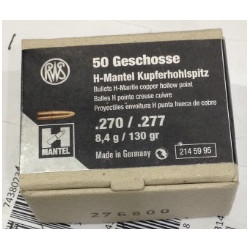 RWS
50 Geschosse
H-Mantel Kupferhohlspitz
Bullets H-Mantle copper hollow point
Balles H pointe creuse cuivre
Proyectiles envoltura H punta hueca de cobre
H
MANTEL
.270 / .277
8,4 g / 130 gr
Made in Germany
214 59 95
276800